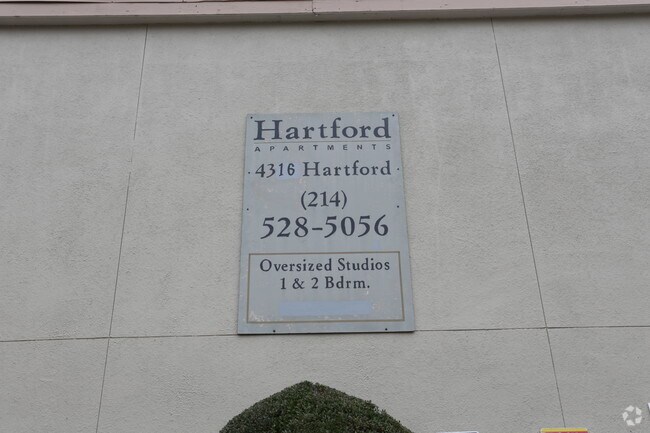 Hartford
APARTMENTS
4316 Hartford
(214)
528-5056
Oversized Studios
1 & 2 Bdrm.